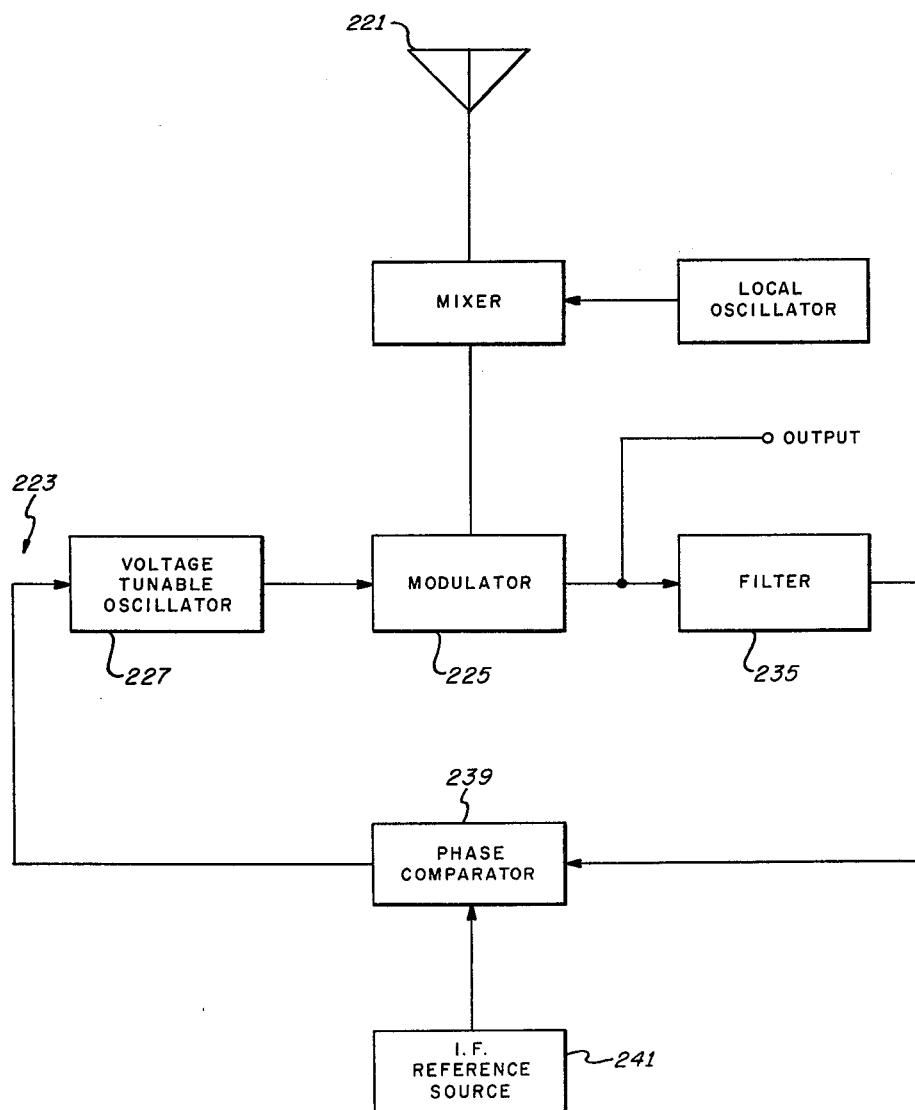 221
MIXER
LOCAL
OSCILLATOR
OUTPUT
223
VOLTAGE
TUNABLE
OSCILLATOR
MODULATOR
FILTER
227
225
235
239
PHASE
COMPARATOR
I. F.
REFERENCE
SOURCE
241